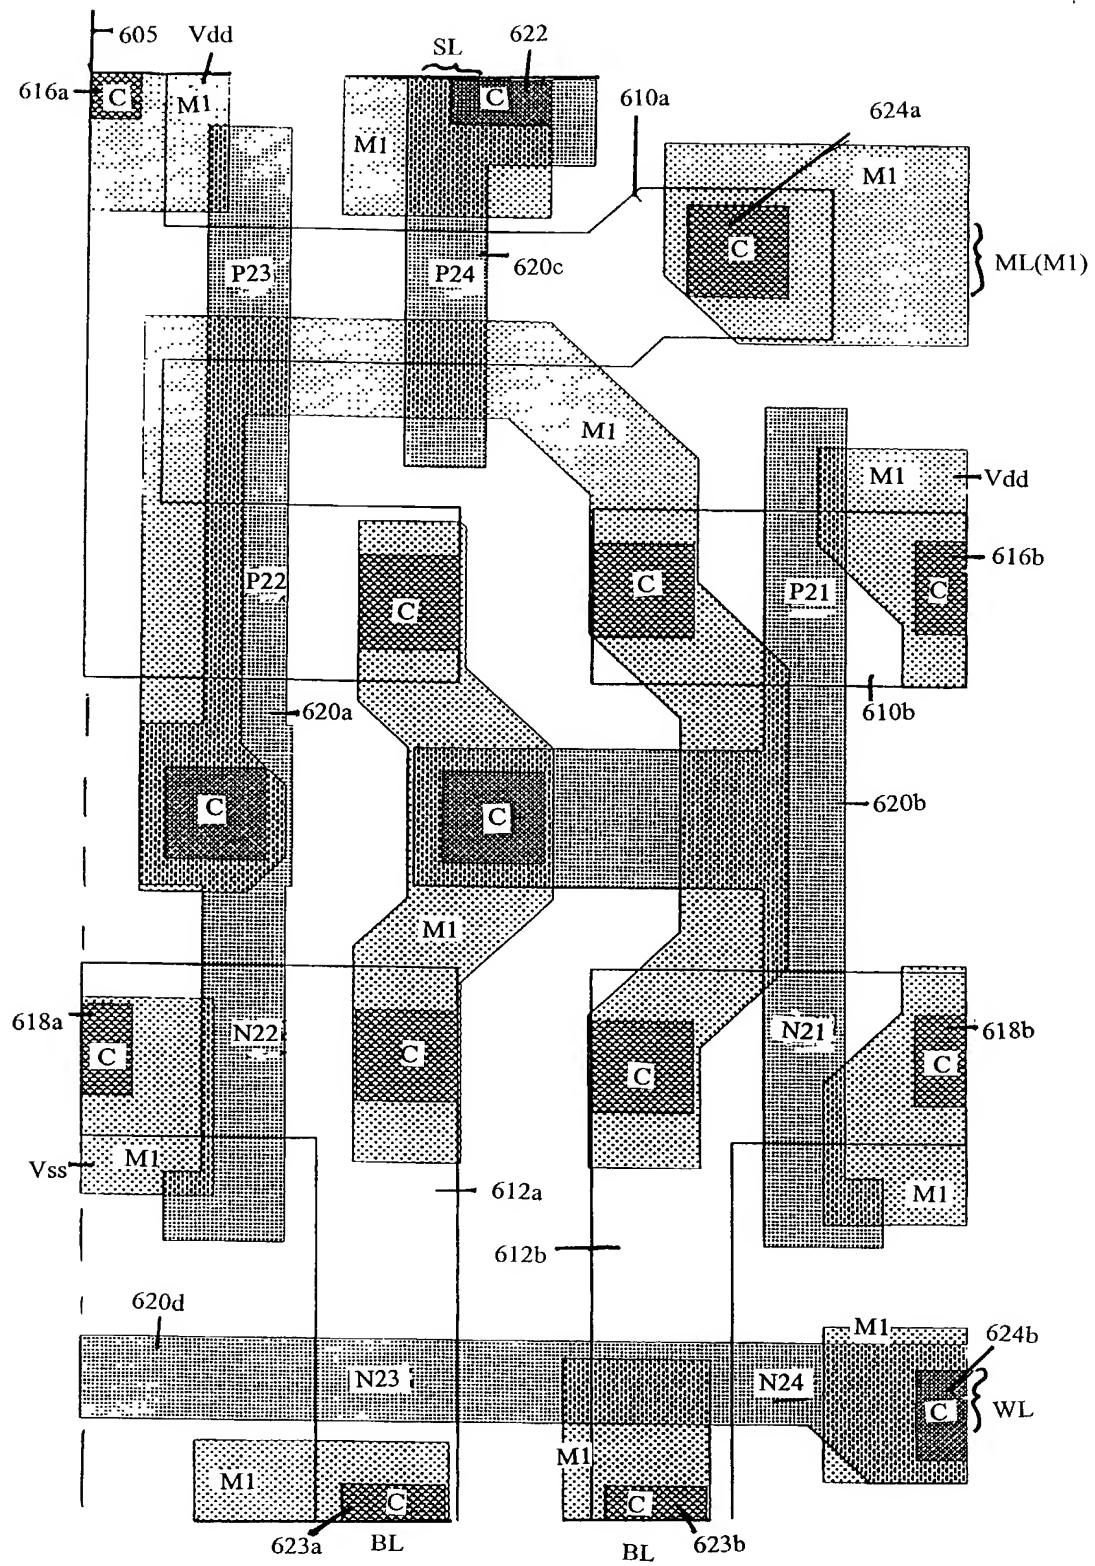 605
Vdd
SL
622
616a
C
M1
C
610a
624a
M1
M1
C
ML(M1)
P23
P24
620c
M1
M1
Vdd
616b
P22
C
C
P21
C
620a
610b
C
C
620b
M1
618a
C
N22
C
C
N21
618b
C
Vss
M1
612a
M1
612b
620d
M1
624b
N23
N24
C
WL
M1
M1
C
C
623a
BL
BL
623b